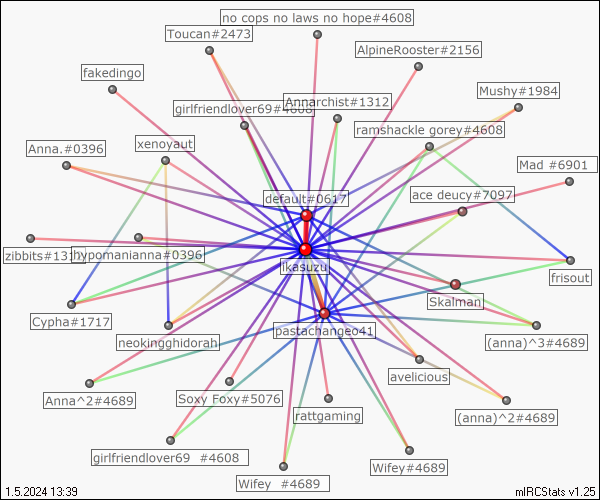 no cops no laws no hope#4608
Toucan#2473
AlpineRooster#2156
fakedingo
Mushy#1984
girlfriendlover69#4608
Annarchist#1312
ramshackle gorey#4608
Anna.#0396
xenoyaut
Mad #6901
default#0617
ace deucy#7097
zibbits#131
hypomanianna#0396
Ikasuzu
frisout
Skalman
Cypha#1717
neokingghidorah
pastachangeo41
(anna)^3#4689
avelicious
Anna^2#4689
Soxy Foxy#5076
rattgaming
(anna)^2#4689
girlfriendlover69 #4608
Wifey #4689
Wifey#4689
1.5.2024 13:39
mIRCStats v1.25